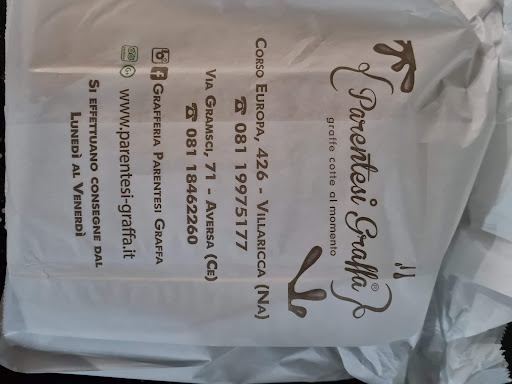 {Parentesi Graffa}®
graffe cotte al momento
Corso Europa, 426 - Villaricca (Na)
☎ 081 19975177
Via Gramsci, 71 - Aversa (Ce)
☎ 081 18462260
Grafferia Parentesi Graffa
www.parentesi-graffa.it
Si effettuano consegne dal
Lunedì al Venerdì